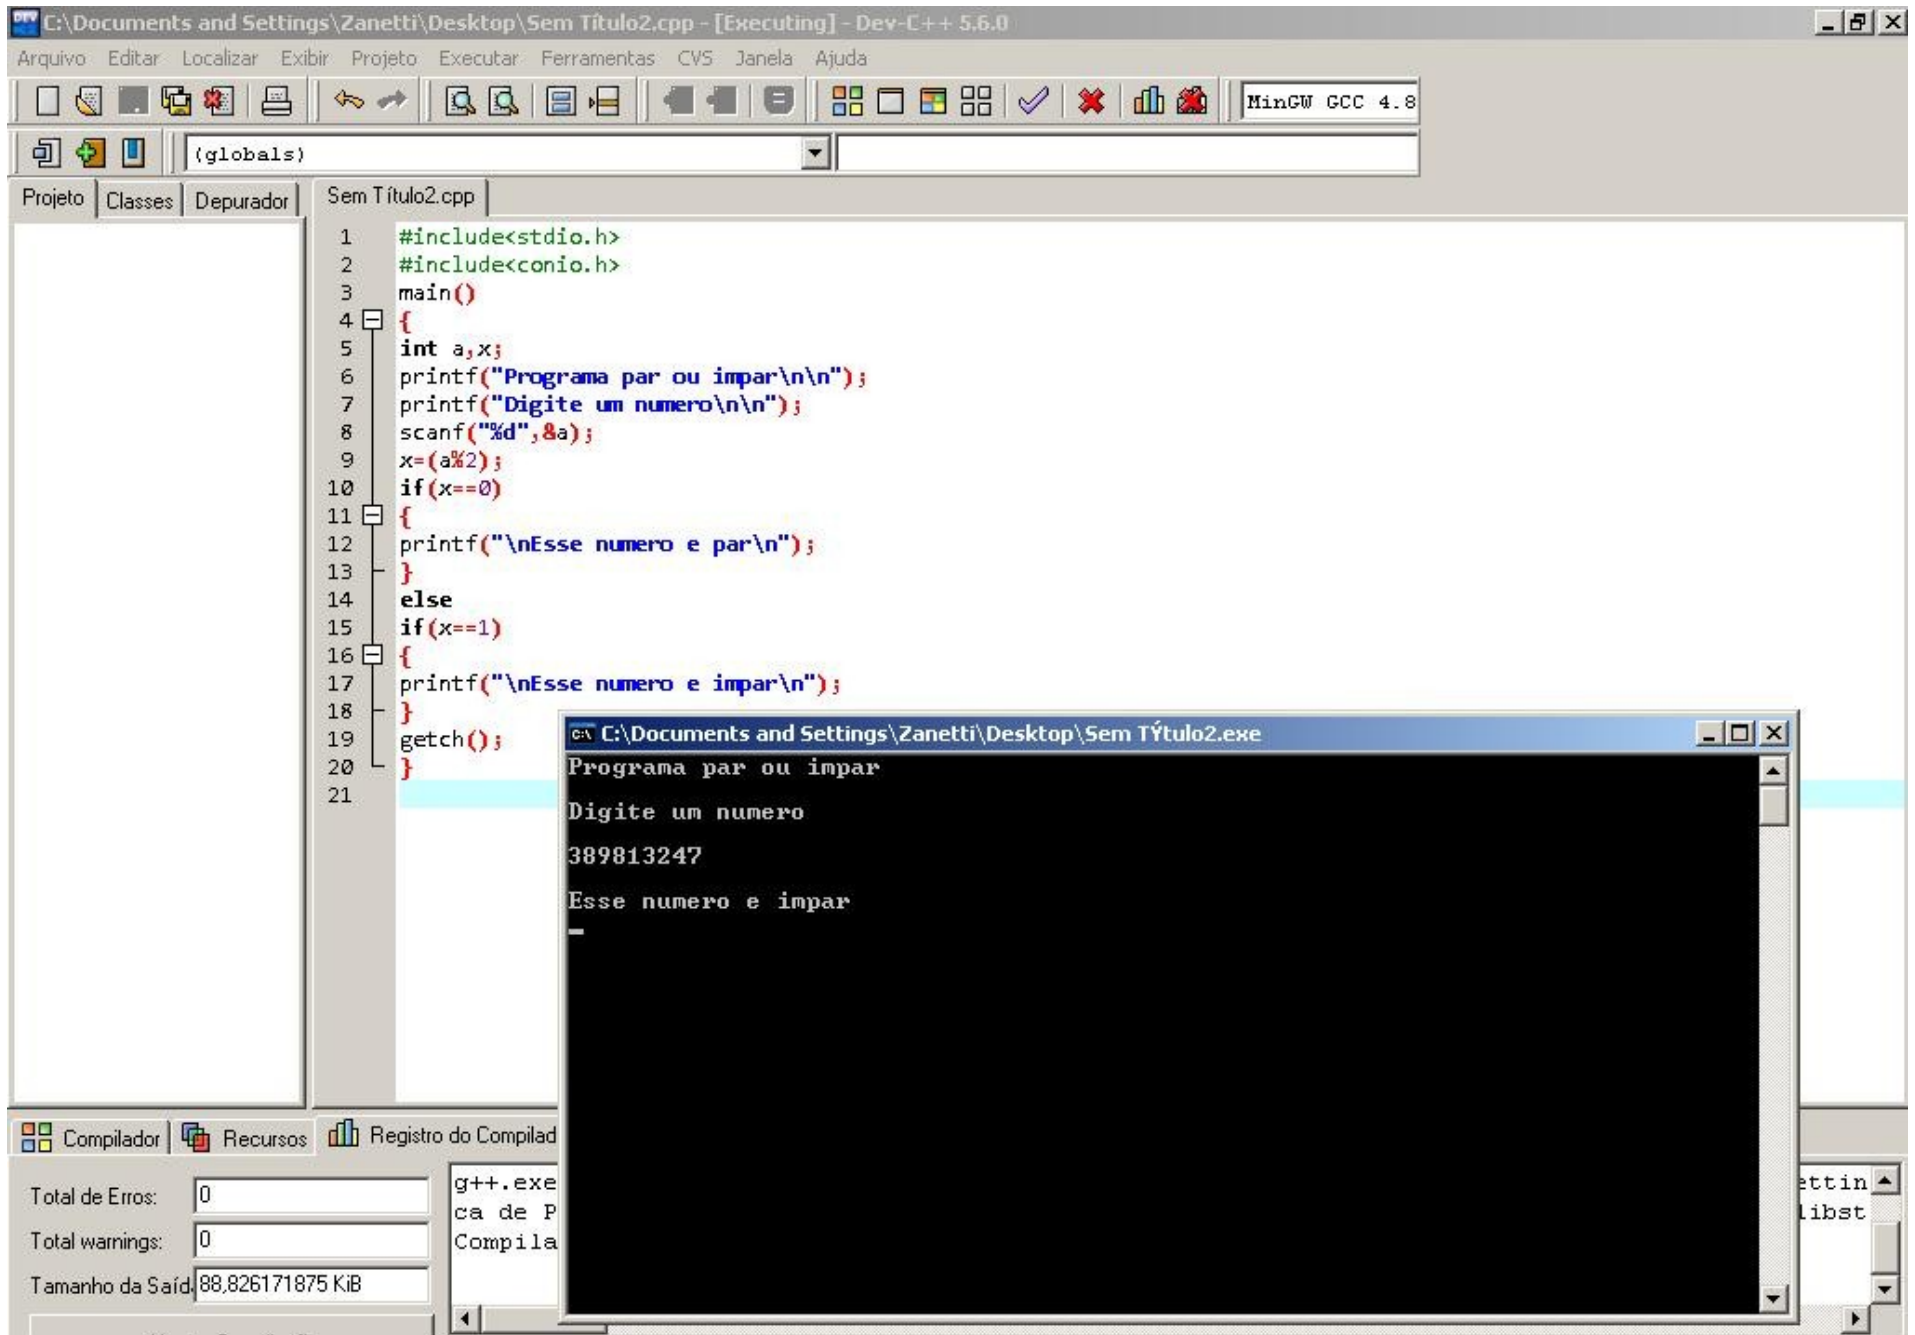 C:\Documents and Settings\Zanetti\Desktop\Sem Título2.cpp - [Executing] - Dev-C++ 5.6.0
Arquivo Editar Localizar Exibir Projeto Executar Ferramentas CVS Janela Ajuda
MinGW GCC 4.8
(globals)
Projeto Classes Depurador Sem Título2.cpp
1 #include<stdio.h>
2 #include<conio.h>
3 main()
4 {
5 int a,x;
6 printf("Programa par ou impar\n\n");
7 printf("Digite um numero\n\n");
8 scanf("%d",&a);
9 x=(a%2);
10 if(x==0)
11 {
12 printf("\nEsse numero e par\n");
13 }
14 else
15 if(x==1)
16 {
17 printf("\nEsse numero e impar\n");
18 }
19 getch();
20 }
21
C:\Documents and Settings\Zanetti\Desktop\Sem TÝtulo2.exe
Programa par ou impar
Digite um numero
389813247
Esse numero e impar
Compilador Recursos Registro do Compilad
Total de Erros: 0
Total warnings: 0
Tamanho da Saíd 88,826171875 KiB
g++.exe ettin
ca de P libst
Compila